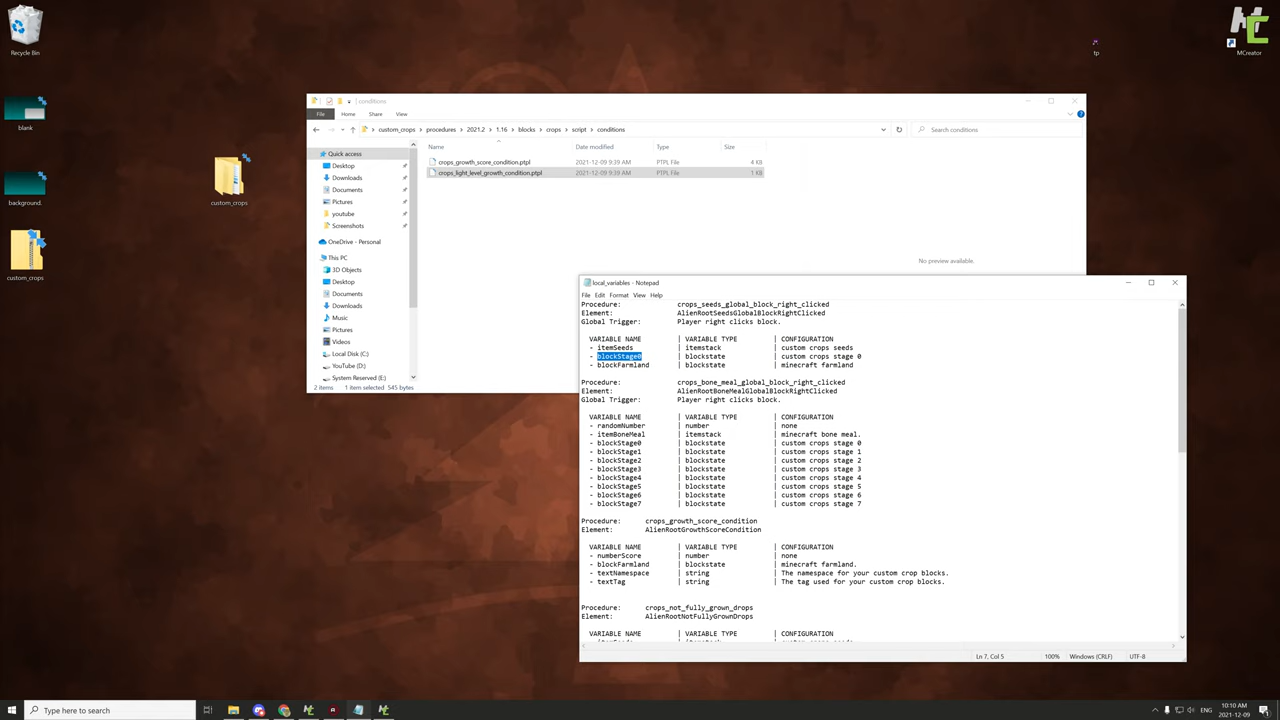 Recycle Bin
blank
background.
custom_crops
custom_crops
tp
MCreator
conditions
File Home Share View
custom_crops procedures 2021.2 1.16 blocks crops script conditions
Search conditions
Name Date modified Type Size
crops_growth_score_condition.ptpl 2021-12-09 9:39 AM PTPL File 4 KB
crops_light_level_growth_condition.ptpl 2021-12-09 9:39 AM PTPL File 1 KB
No preview available.
Quick access
Desktop
Downloads
Documents
Pictures
youtube
Screenshots
OneDrive - Personal
This PC
3D Objects
Desktop
Documents
Downloads
Music
Pictures
Videos
Local Disk (C:)
YouTube (D:)
System Reserved (E:)
2 items 1 item selected 545 bytes
local_variables - Notepad
File Edit Format View Help
Procedure: crops_seeds_global_block_right_clicked
Element: AlienRootSeedsGlobalBlockRightClicked
Global Trigger: Player right clicks block.
VARIABLE NAME | VARIABLE TYPE | CONFIGURATION
- itemSeeds | itemstack | custom crops seeds
- blockStage0 | blockstate | custom crops stage 0
- blockFarmland | blockstate | minecraft farmland
Procedure: crops_bone_meal_global_block_right_clicked
Element: AlienRootBoneMealGlobalBlockRightClicked
Global Trigger: Player right clicks block.
VARIABLE NAME | VARIABLE TYPE | CONFIGURATION
- randomNumber | number | none
- itemBoneMeal | itemstack | minecraft bone meal.
- blockStage0 | blockstate | custom crops stage 0
- blockStage1 | blockstate | custom crops stage 1
- blockStage2 | blockstate | custom crops stage 2
- blockStage3 | blockstate | custom crops stage 3
- blockStage4 | blockstate | custom crops stage 4
- blockStage5 | blockstate | custom crops stage 5
- blockStage6 | blockstate | custom crops stage 6
- blockStage7 | blockstate | custom crops stage 7
Procedure: crops_growth_score_condition
Element: AlienRootGrowthScoreCondition
VARIABLE NAME | VARIABLE TYPE | CONFIGURATION
- numberScore | number | none
- blockFarmland | blockstate | minecraft farmland.
- textNamespace | string | The namespace for your custom crop blocks.
- textTag | string | The tag used for your custom crop blocks.
Procedure: crops_not_fully_grown_drops
Element: AlienRootNotFullyGrownDrops
VARIABLE NAME | VARIABLE TYPE | CONFIGURATION
Ln 7, Col 5 100% Windows (CRLF) UTF-8
Type here to search
ENG
10:10 AM
2021-12-09